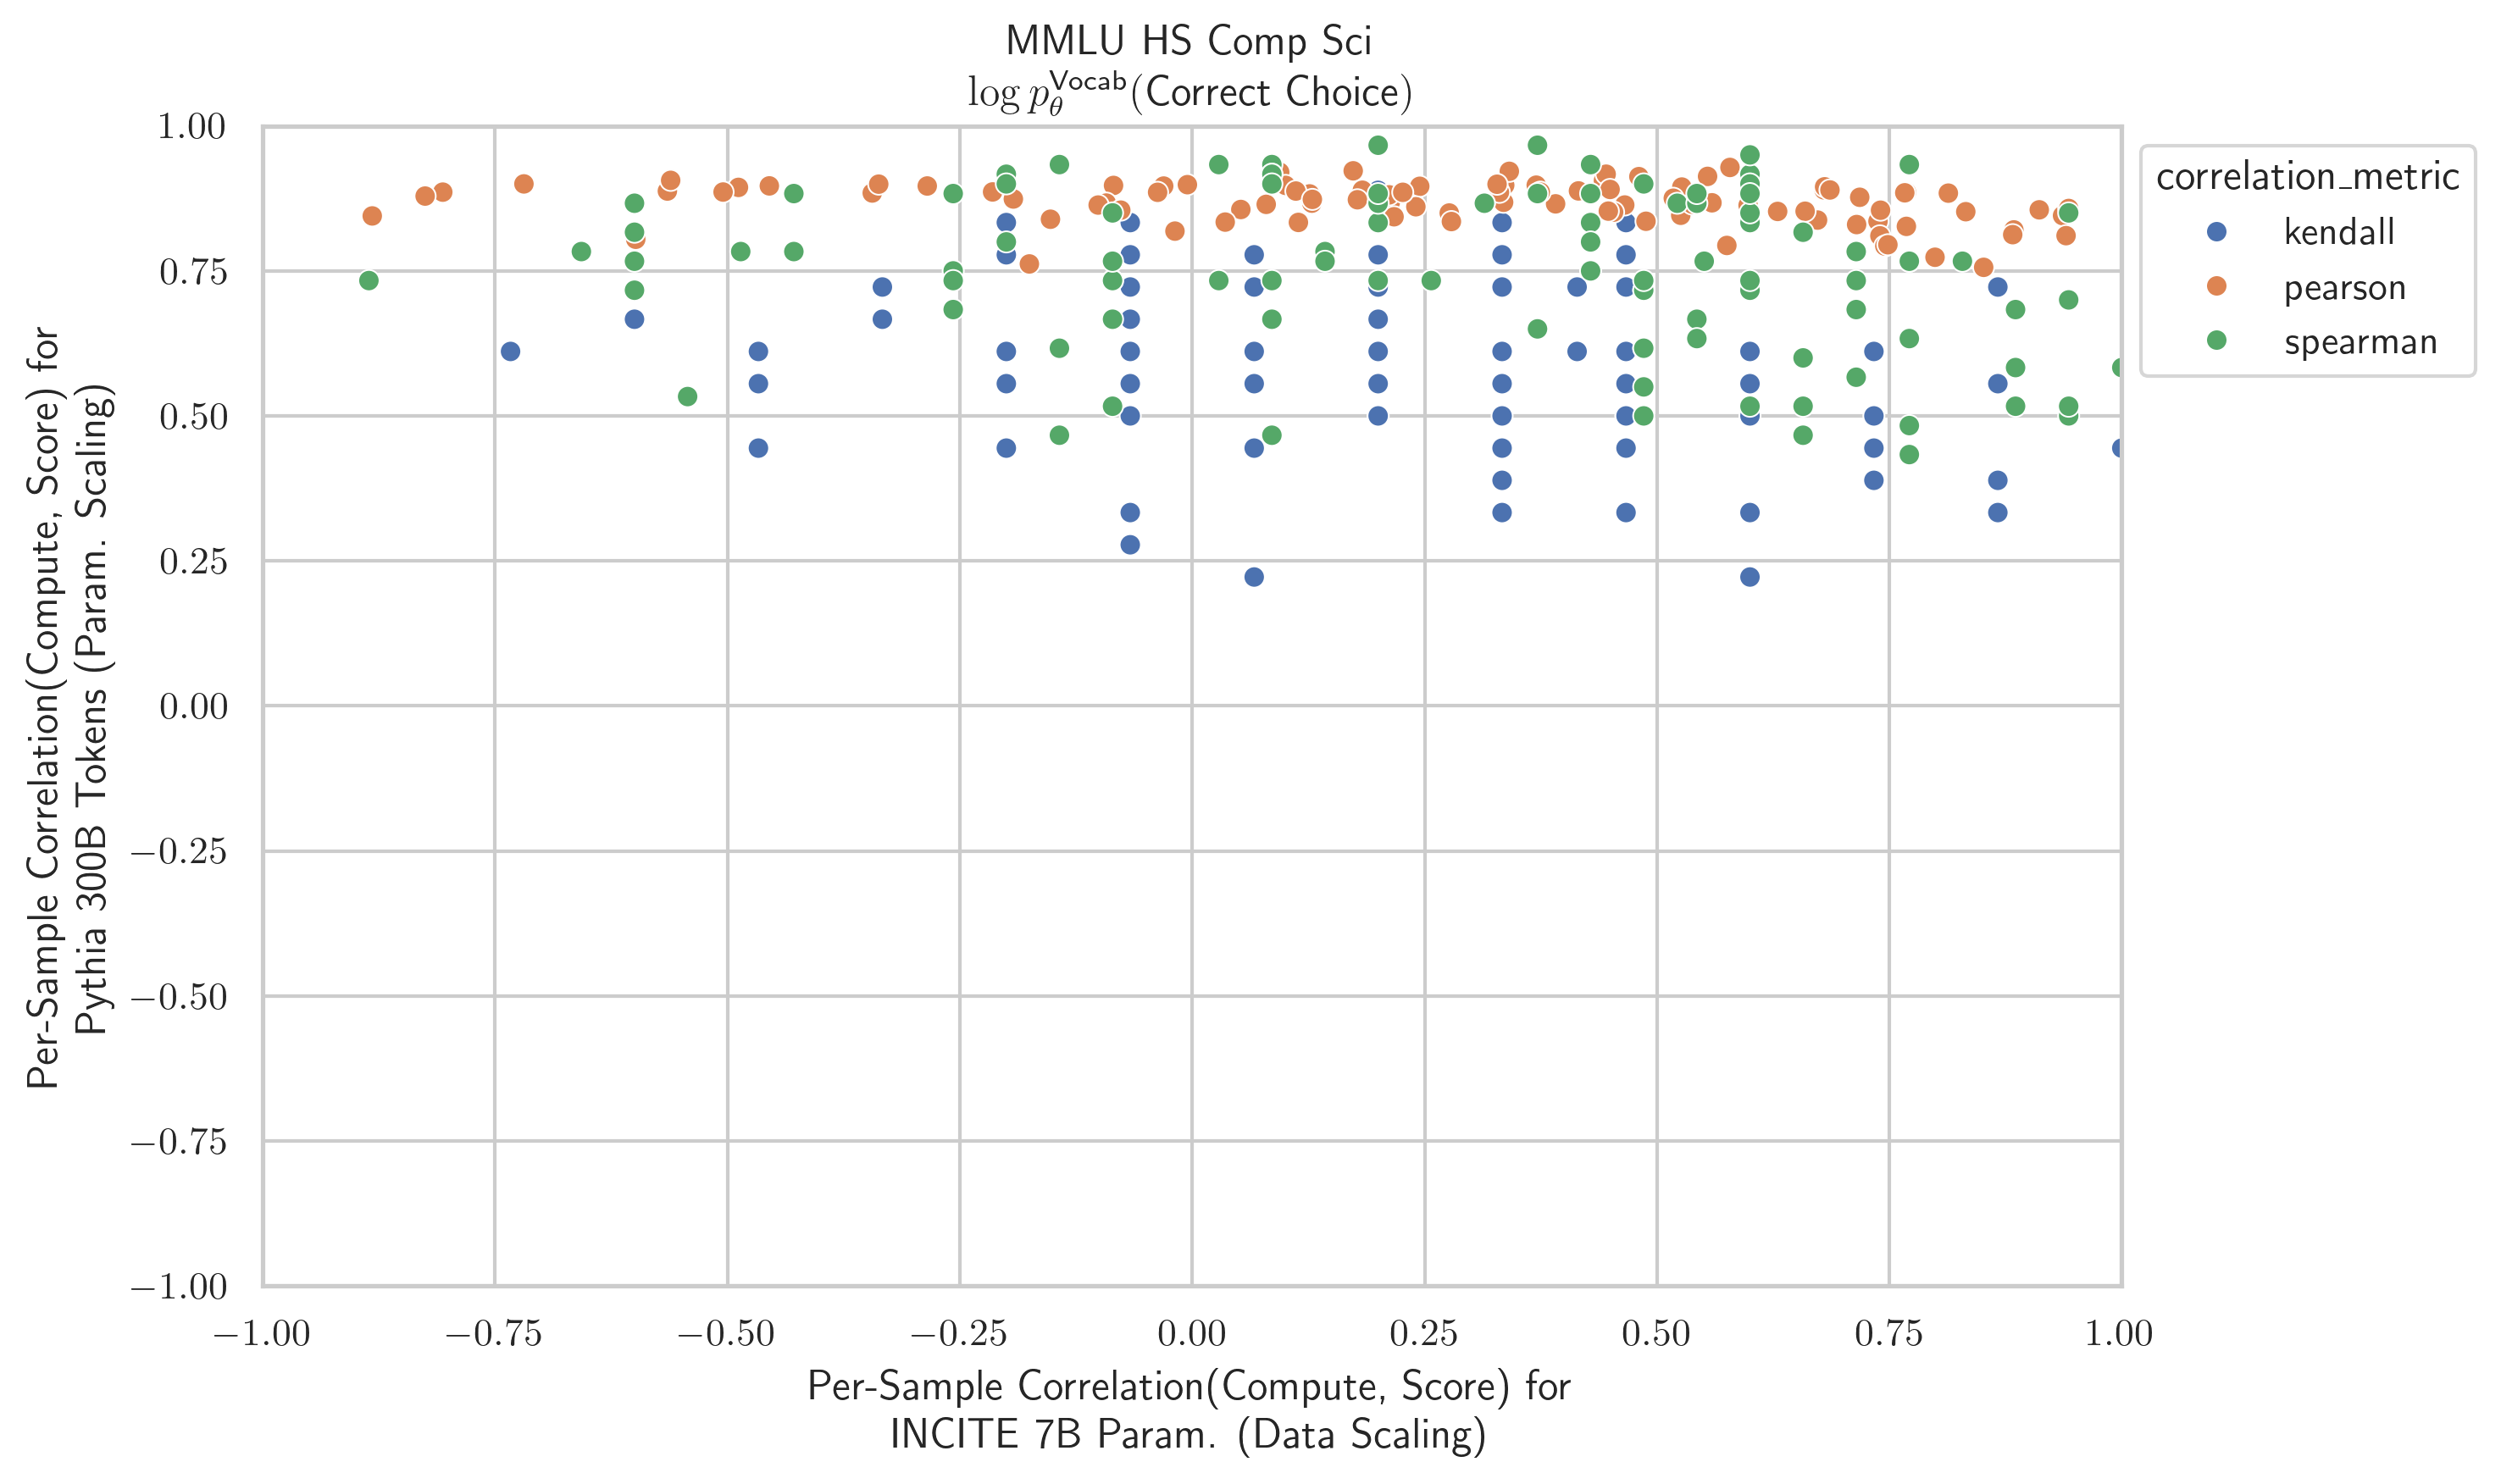 MMLU HS Comp Sci
log p_θ^Vocab(Correct Choice)
1.00
0.75
0.50
0.25
0.00
−0.25
−0.50
−0.75
−1.00
Per-Sample Correlation(Compute, Score) for
Pythia 300B Tokens (Param. Scaling)
correlation_metric
kendall
pearson
spearman
−1.00 −0.75 −0.50 −0.25 0.00 0.25 0.50 0.75 1.00
Per-Sample Correlation(Compute, Score) for
INCITE 7B Param. (Data Scaling)